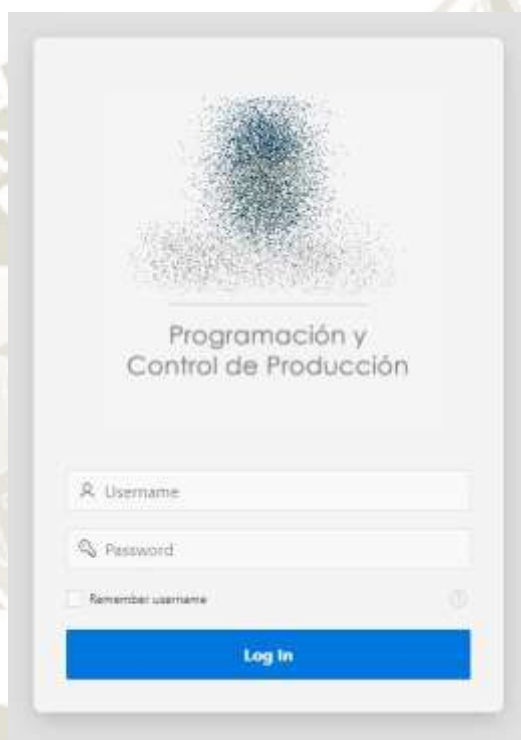 Programación y
Control de Producción
Username
Password
Remember username
Log In